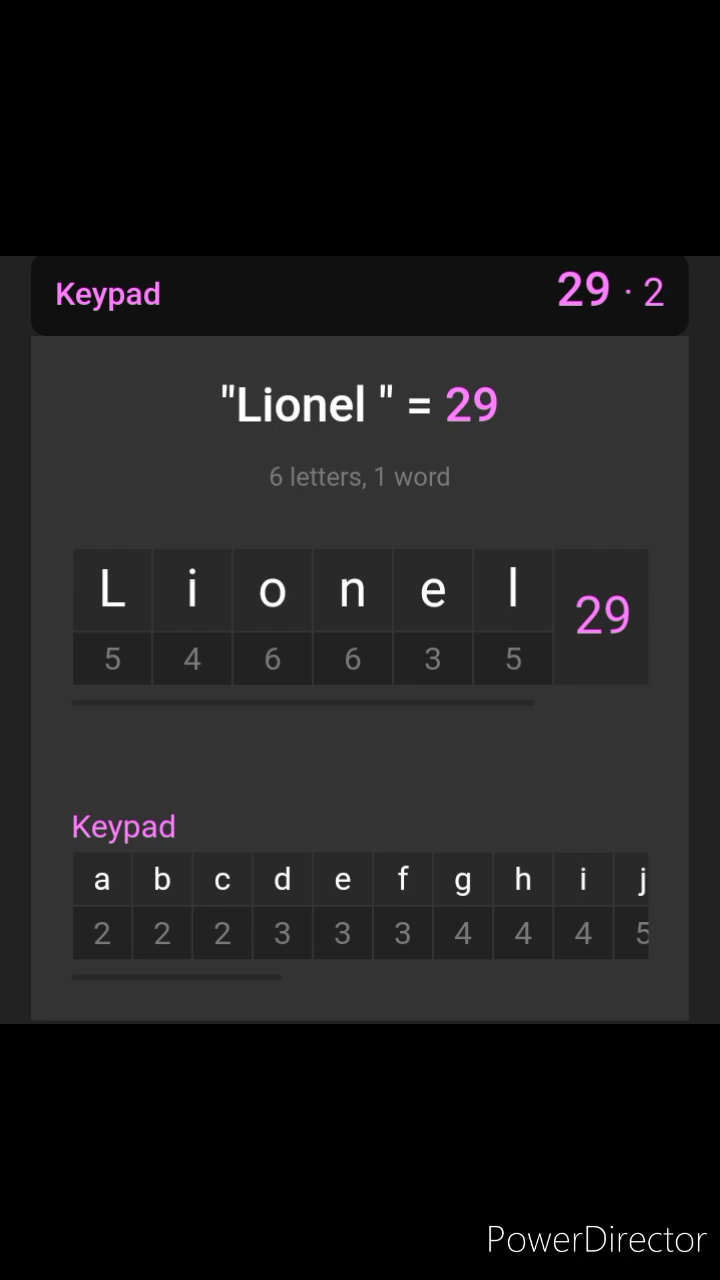 Keypad 29 · 2
"Lionel " = 29
6 letters, 1 word
L i o n e l 29
5 4 6 6 3 5
Keypad
a b c d e f g h i j
2 2 2 3 3 3 4 4 4 5
PowerDirector